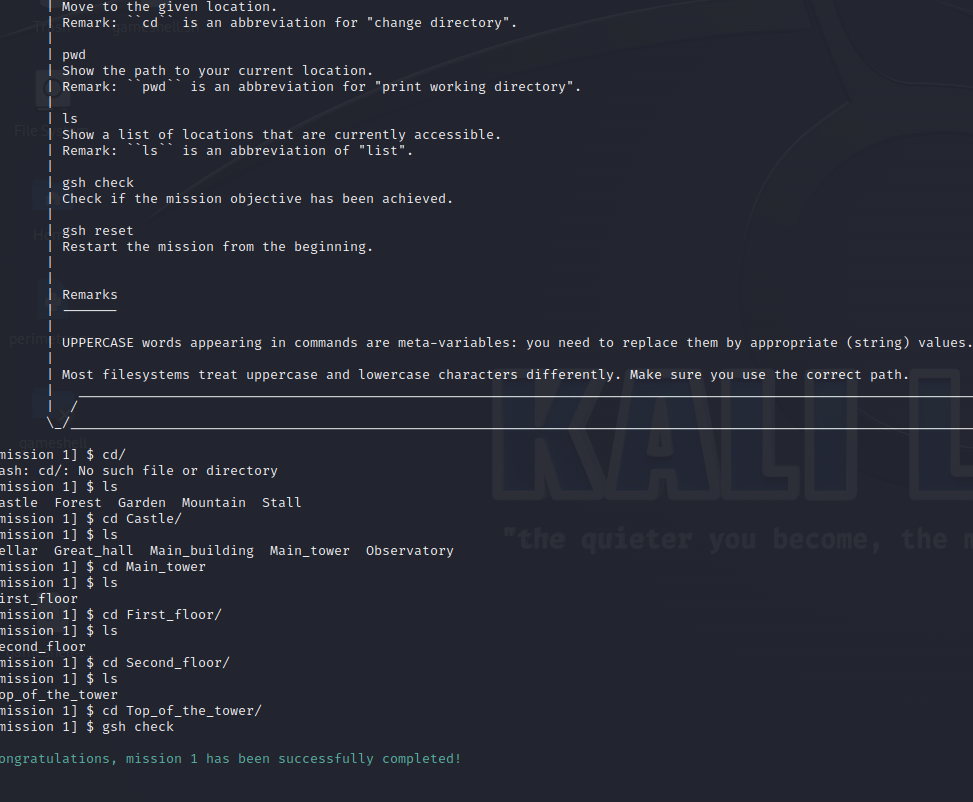 | Move to the given location.
| Remark: ``cd`` is an abbreviation for "change directory".
|
| pwd
| Show the path to your current location.
| Remark: ``pwd`` is an abbreviation for "print working directory".
|
| ls
| Show a list of locations that are currently accessible.
| Remark: ``ls`` is an abbreviation of "list".
|
| gsh check
| Check if the mission objective has been achieved.
|
| gsh reset
| Restart the mission from the beginning.
|
|
| Remarks
| -------
|
| UPPERCASE words appearing in commands are meta-variables: you need to replace them by appropriate (string) values.
|
| Most filesystems treat uppercase and lowercase characters differently. Make sure you use the correct path.
gameshell
KALI L
"the quieter you become, the m
mission 1] $ cd/
ash: cd/: No such file or directory
mission 1] $ ls
astle Forest Garden Mountain Stall
mission 1] $ cd Castle/
mission 1] $ ls
ellar Great_hall Main_building Main_tower Observatory
mission 1] $ cd Main_tower
mission 1] $ ls
irst_floor
mission 1] $ cd First_floor/
mission 1] $ ls
econd_floor
mission 1] $ cd Second_floor/
mission 1] $ ls
op_of_the_tower
mission 1] $ cd Top_of_the_tower/
mission 1] $ gsh check
ongratulations, mission 1 has been successfully completed!